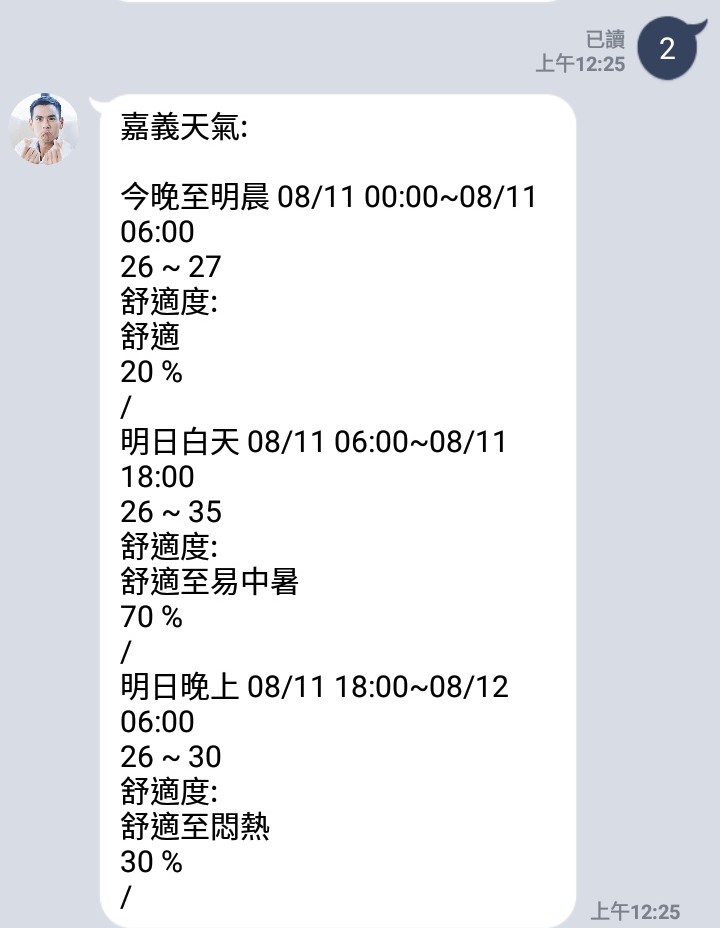 已讀
上午12:25
2
嘉義天氣:
今晚至明晨 08/11 00:00~08/11
06:00
26 ~ 27
舒適度:
舒適
20 %
/
明日白天 08/11 06:00~08/11
18:00
26 ~ 35
舒適度:
舒適至易中暑
70 %
/
明日晚上 08/11 18:00~08/12
06:00
26 ~ 30
舒適度:
舒適至悶熱
30 %
/
上午12:25